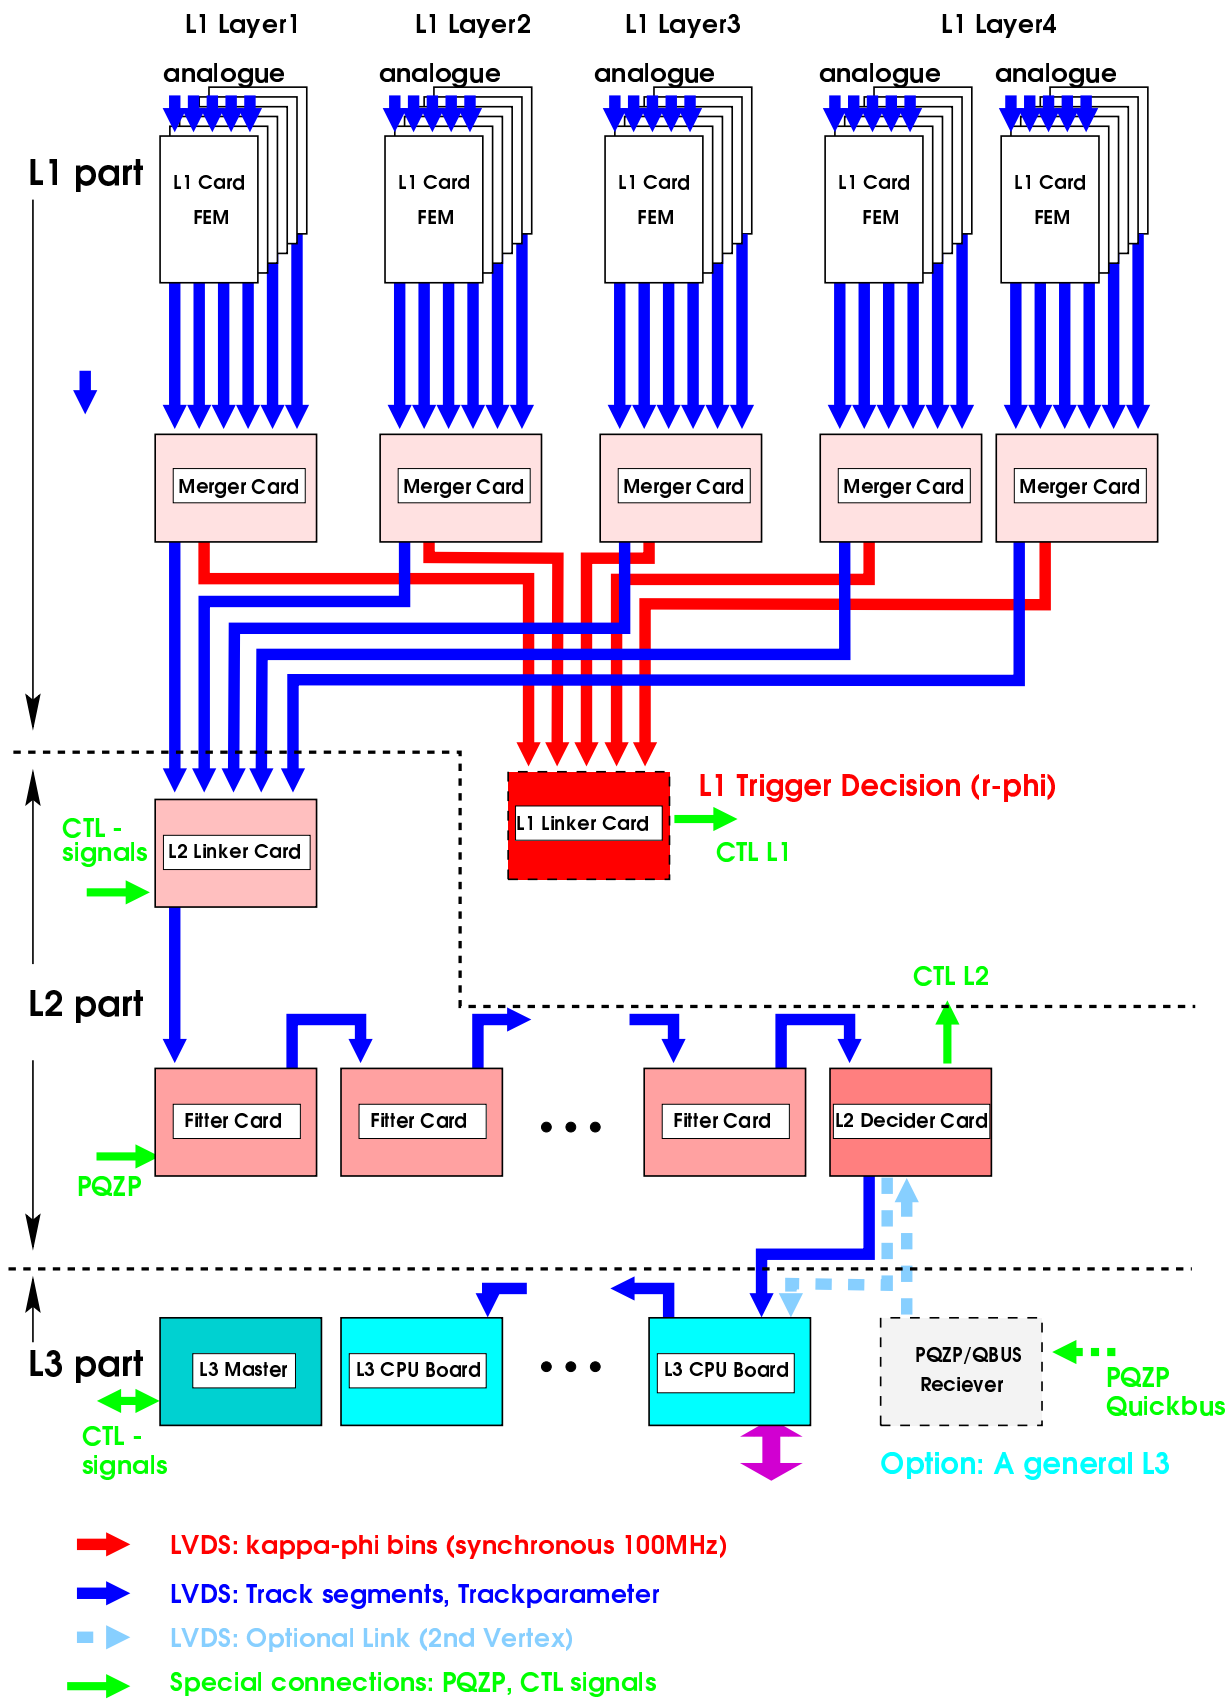 L1 Layer1 L1 Layer2 L1 Layer3 L1 Layer4
analogue analogue analogue analogue analogue
L1 part
L1 Card L1 Card L1 Card L1 Card L1 Card
FEM FEM FEM FEM FEM
Merger Card Merger Card Merger Card Merger Card Merger Card
L1 Trigger Decision (r-phi)
L1 Linker Card
CTL L1
CTL -
signals
L2 Linker Card
CTL L2
L2 part
Fitter Card Fitter Card Fitter Card L2 Decider Card
PQZP
L3 part
L3 Master L3 CPU Board L3 CPU Board
PQZP/QBUS
Reciever
PQZP
Quickbus
CTL -
signals
Option: A general L3
LVDS: kappa-phi bins (synchronous 100MHz)
LVDS: Track segments, Trackparameter
LVDS: Optional Link (2nd Vertex)
Special connections: PQZP, CTL signals